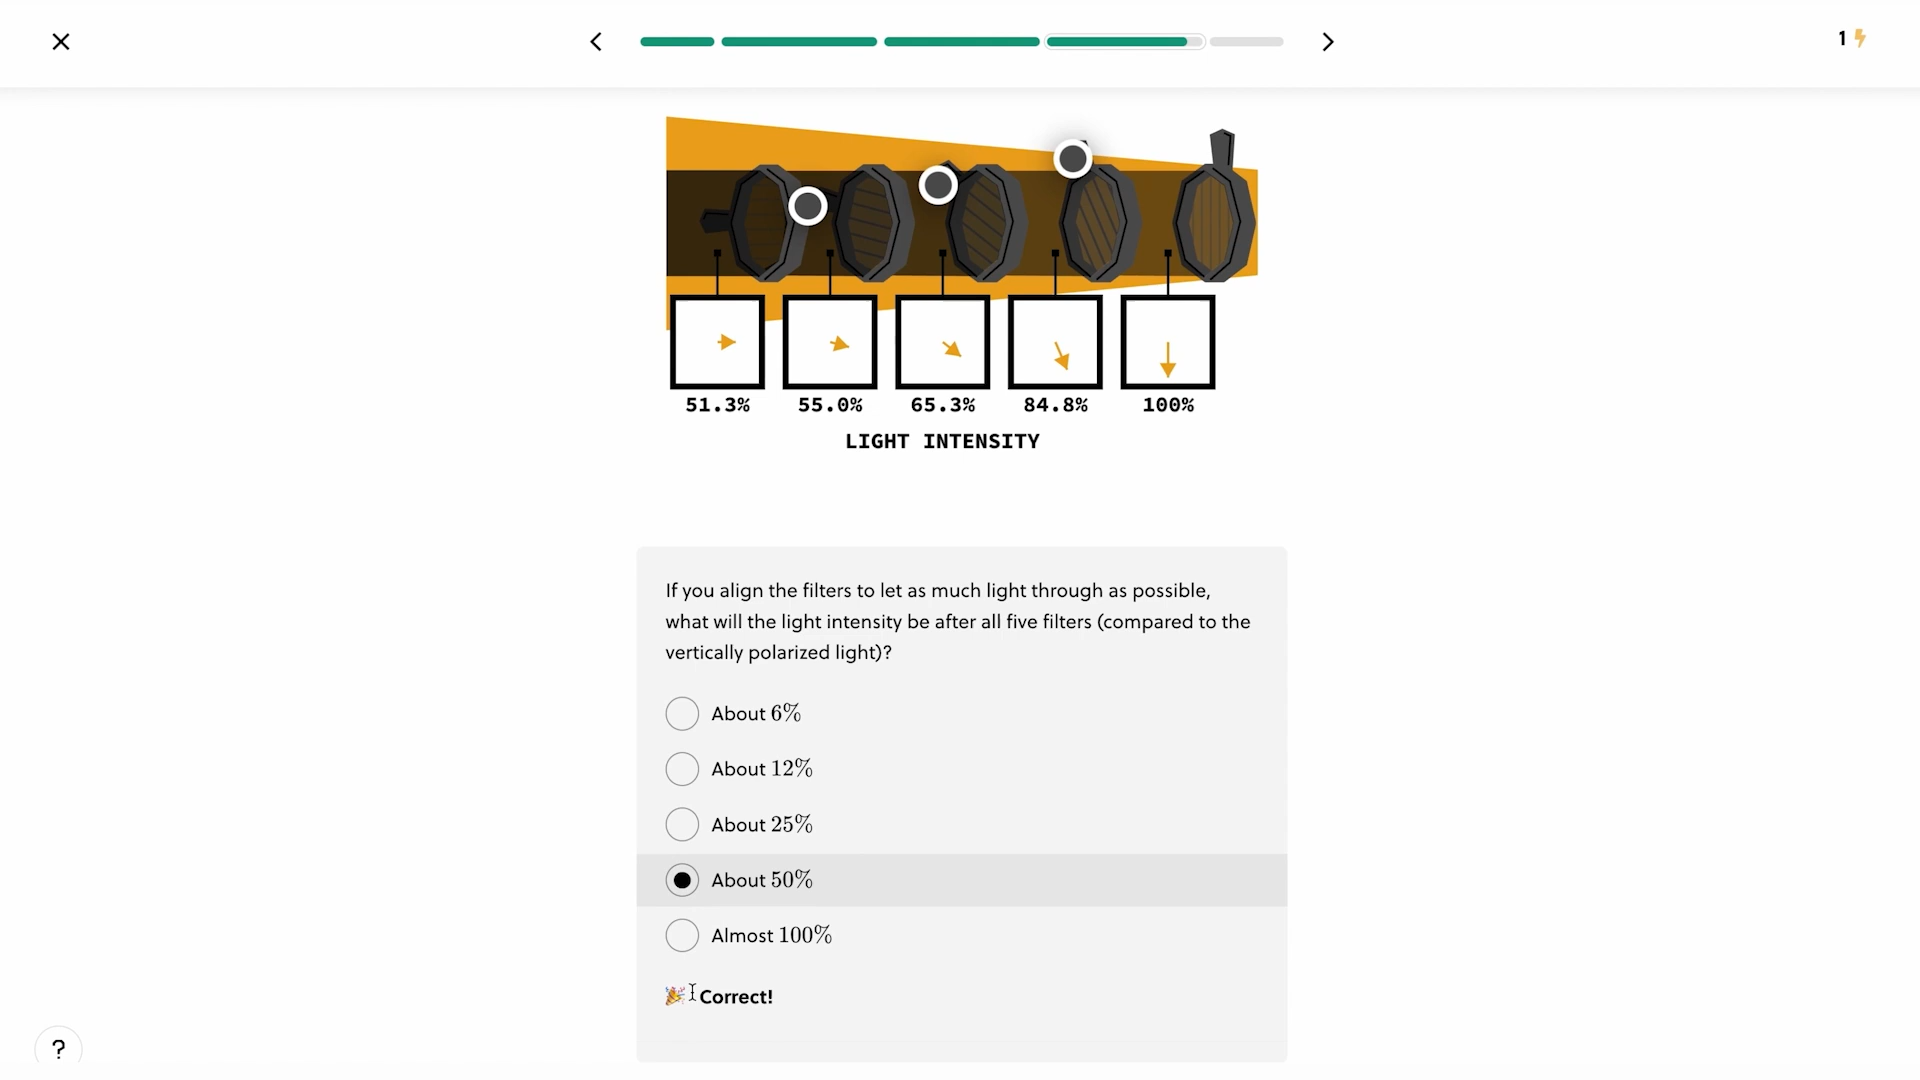 1
51.3% 55.0% 65.3% 84.8% 100%
LIGHT INTENSITY
If you align the filters to let as much light through as possible,
what will the light intensity be after all five filters (compared to the
vertically polarized light)?
About 6%
About 12%
About 25%
About 50%
Almost 100%
Correct!
?